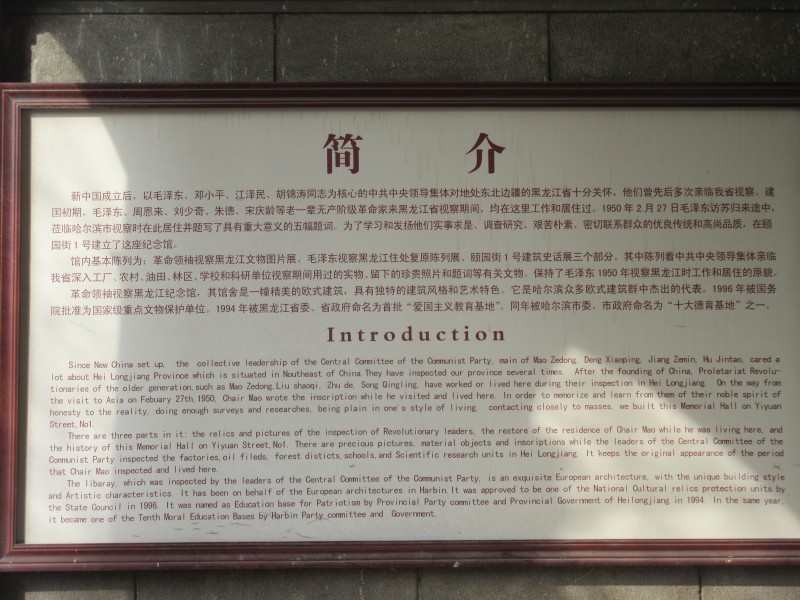 简 介
新中国成立后，以毛泽东、邓小平、江泽民、胡锦涛同志为核心的中共中央领导集体对地处东北边疆的黑龙江省十分关怀，他们曾先后多次亲临我省视察。建
国初期，毛泽东、周恩来、刘少奇、朱德、宋庆龄等老一辈无产阶级革命家来黑龙江省视察期间，均在这里工作和居住过。1950年2月27日毛泽东访苏归来途中，
莅临哈尔滨市视察时在此居住并题写了具有重大意义的五幅题词。为了学习和发扬他们实事求是、调查研究、艰苦朴素、密切联系群众的优良传统和高尚品质，在颐
园街1号建立了这座纪念馆。
馆内基本陈列为：革命领袖视察黑龙江文物图片展、毛泽东视察黑龙江住处复原陈列展、颐园街1号建筑史话展三个部分。其中陈列着中共中央领导集体亲临
我省深入工厂、农村、油田、林区、学校和科研单位视察期间用过的实物、留下的珍贵照片和题词等有关文物，保持了毛泽东1950年视察黑龙江时工作和居住的原貌。
革命领袖视察黑龙江纪念馆，其馆舍是一幢精美的欧式建筑，具有独特的建筑风格和艺术特色，它是哈尔滨众多欧式建筑群中杰出的代表。1996年被国务
院批准为国家级重点文物保护单位。1994年被黑龙江省委、省政府命名为首批“爱国主义教育基地”。同年被哈尔滨市委、市政府命名为“十大德育基地”之一。
Introduction
Since New China set up, the collective leadership of the Central Committee of the Communist Party, main of Mao Zedong, Deng Xiaoping, Jiang Zemin, Hu Jintao, cared a
lot about Hei Longjiang Province which is situated in Noutheast of China. They have inspected our province several times. After the founding of China, Proletariat Revolu-
tionaries of the older generation, such as Mao Zedong, Liu shaoqi, Zhu de, Song Qingling, have worked or lived here during their inspection in Hei Longjiang. On the way from
the visit to Asia on Febuary 27th, 1950, Chair Mao wrote the inscription while he visited and lived here. In order to memorize and learn from them of their noble spirit of
honesty to the reality, doing enough surveys and researches, being plain in one's style of living, contacting closely to masses, we built this Memorial Hall on Yiyuan
Street, No1.
There are three parts in it: the relics and pictures of the inspection of Revolutionary leaders, the restore of the residence of Chair Mao while he was living here, and
the history of this Memorial Hall on Yiyuan Street, No1. There are precious pictures, material objects and inscriptions while the leaders of the Central Committee of the
Communist Party inspected the factories, oil fileds, forest disticts, schools, and Scientific research units in Hei Longjiang. It keeps the original appearance of the period
that Chair Mao inspected and lived here.
The libaray, which was inspected by the leaders of the Central Committee of the Communist Party, is an exquisite European architecture, with the unique building style
and Artistic characteristics. It has been on behalf of the European architectures in Harbin. It was approved to be one of the National Cultural relics protection units by
the State Council in 1996. It was named as Education base for Patriotism by Provincial Party committee and Provincial Government of Heilongjiang in 1994. In the same year,
it became one of the Tenth Moral Education Bases by Harbin Party committee and Government.